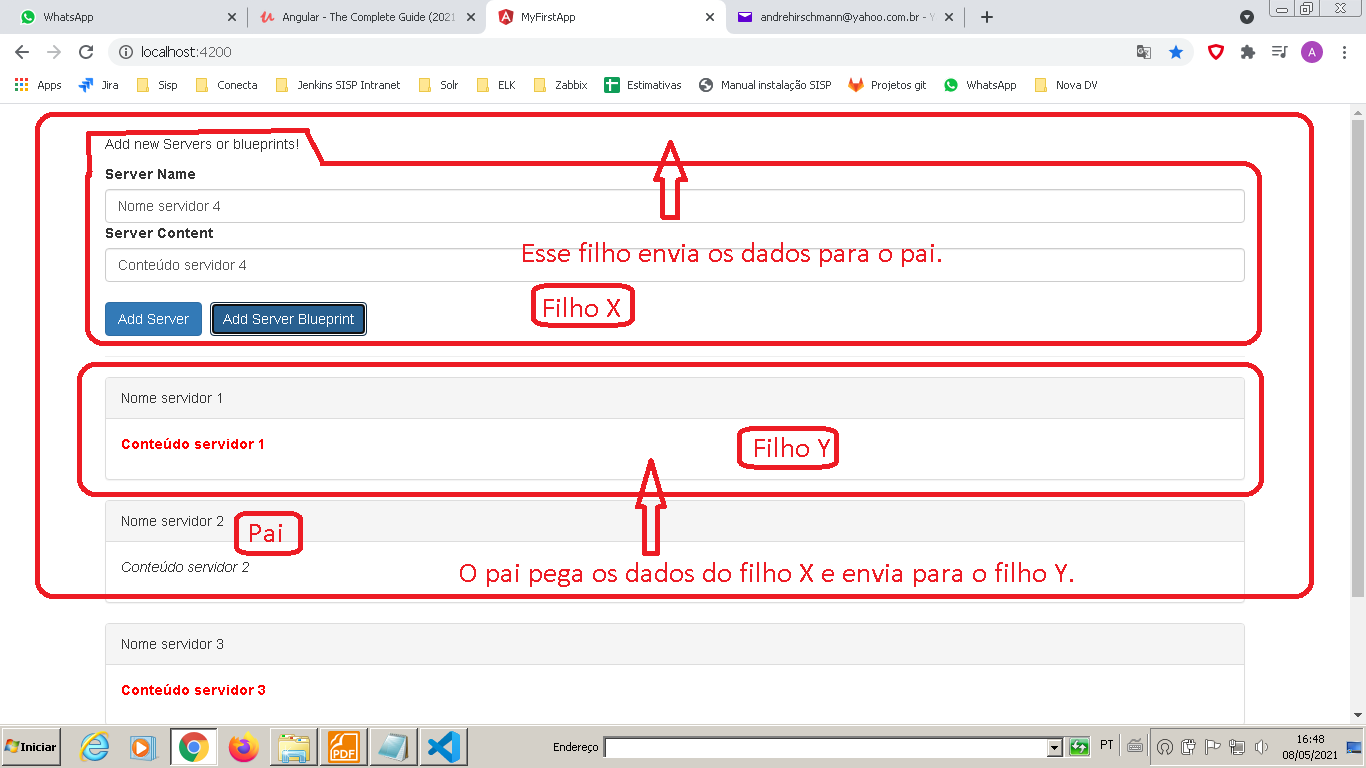 WhatsApp
Angular - The Complete Guide (2021
MyFirstApp
andrehirschmann@yahoo.com.br - Y
localhost:4200
A
Apps
Jira
Sisp
Conecta
Jenkins SISP Intranet
Solr
ELK
Zabbix
Estimativas
Manual instalação SISP
Projetos git
WhatsApp
Nova DV
Add new Servers or blueprints!
Server Name
Nome servidor 4
Server Content
Esse filho envia os dados para o pai.
Conteúdo servidor 4
Filho X
Add Server
Add Server Blueprint
Nome servidor 1
Conteúdo servidor 1
Filho Y
Nome servidor 2
Pai
Conteúdo servidor 2
O pai pega os dados do filho X e envia para o filho Y.
Nome servidor 3
Conteúdo servidor 3
Iniciar
PDF
Endereço
PT
16:48
08/05/2021